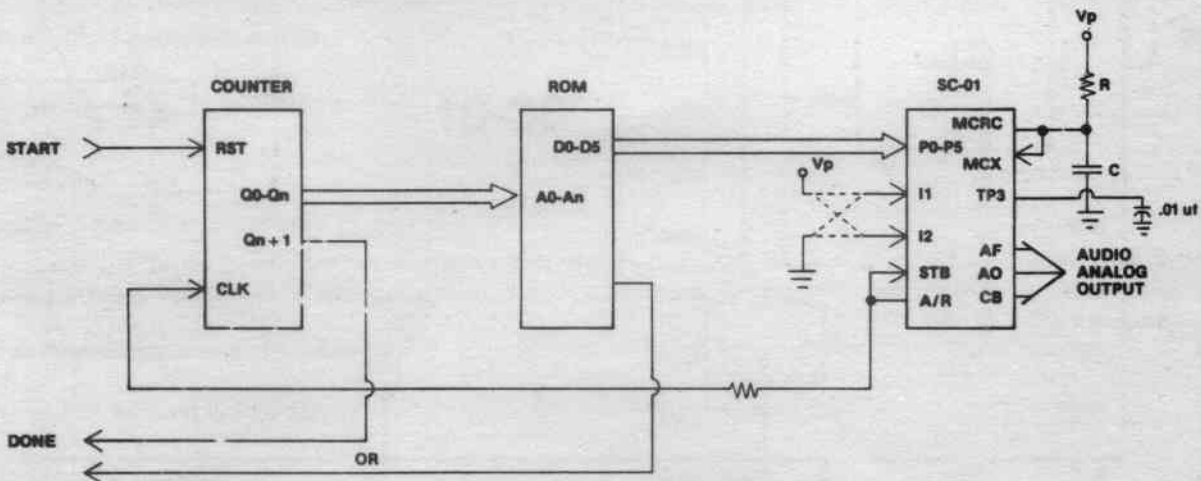 Vp
COUNTER
ROM
SC-01
R
MCRC
START
RST
D0-D5
P0-P5
MCX
Vp
C
Q0-Qn
A0-An
I1
TP3
.01 uf
Qn + 1
I2
AF
AUDIO
ANALOG
OUTPUT
STB
AO
CLK
A/R
CB
DONE
OR